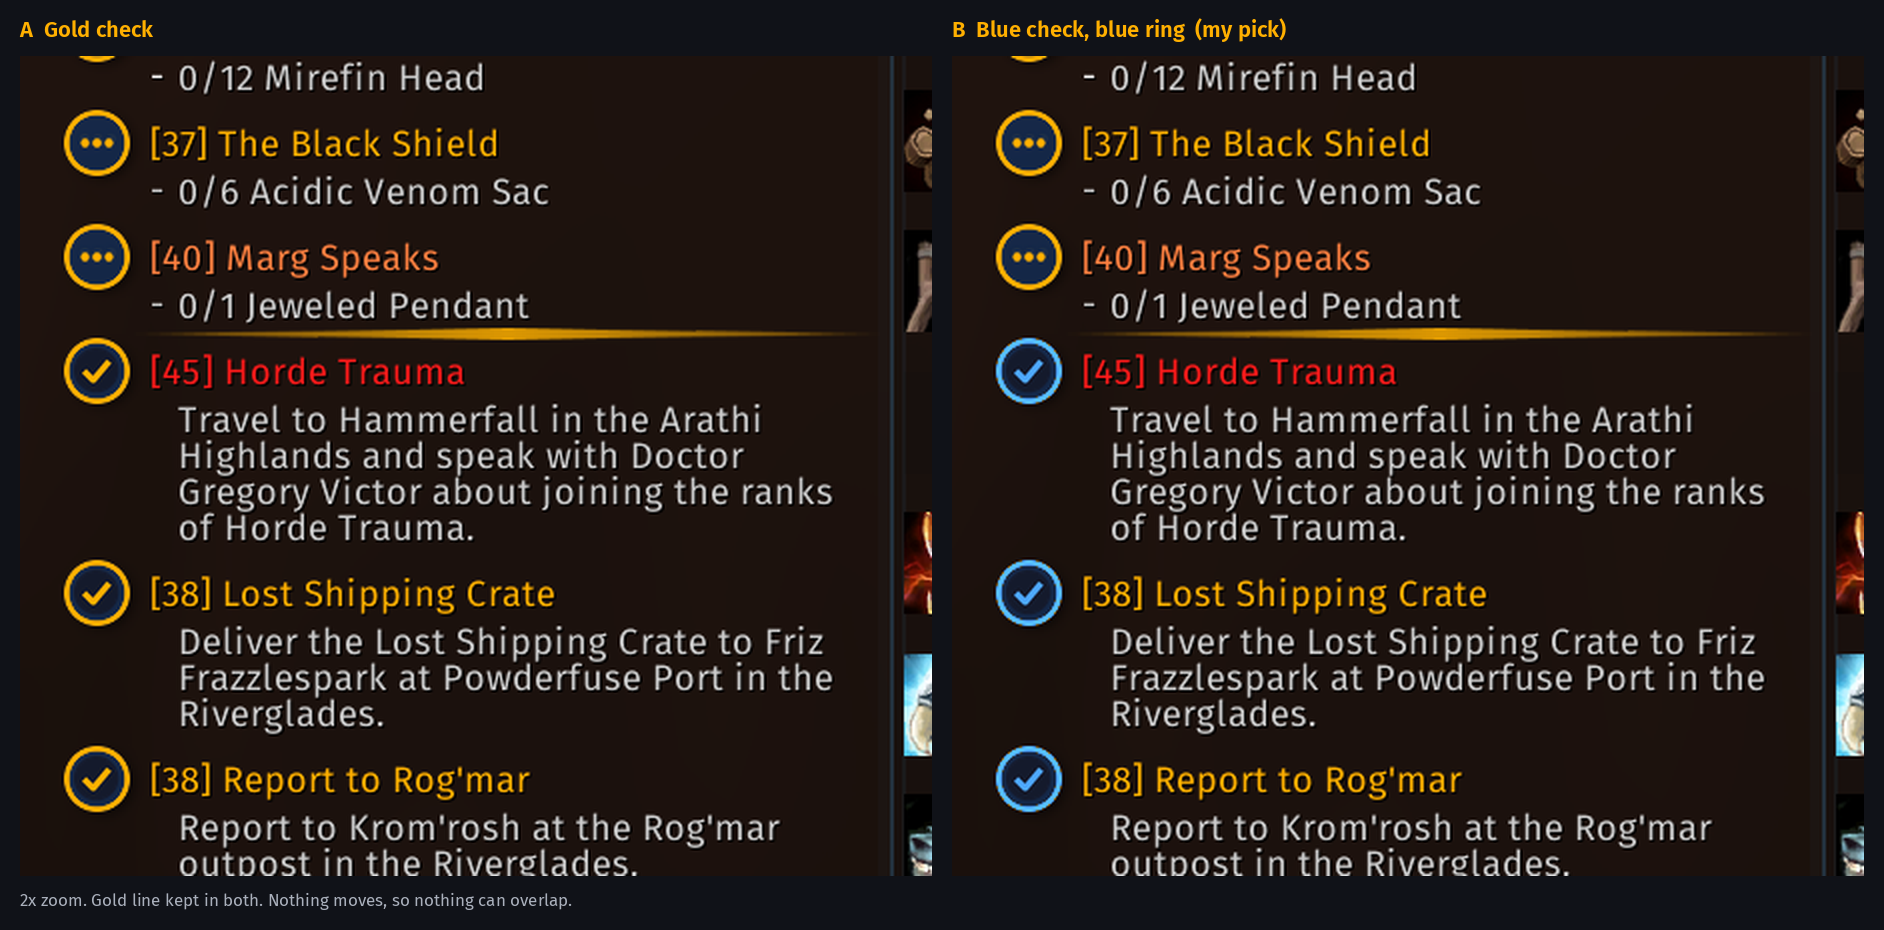 A Gold check
- 0/12 Mirefin Head
[37] The Black Shield
- 0/6 Acidic Venom Sac
[40] Marg Speaks
- 0/1 Jeweled Pendant
[45] Horde Trauma
Travel to Hammerfall in the Arathi
Highlands and speak with Doctor
Gregory Victor about joining the ranks
of Horde Trauma.
[38] Lost Shipping Crate
Deliver the Lost Shipping Crate to Friz
Frazzlespark at Powderfuse Port in the
Riverglades.
[38] Report to Rog'mar
Report to Krom'rosh at the Rog'mar
outpost in the Riverglades.
B Blue check, blue ring (my pick)
- 0/12 Mirefin Head
[37] The Black Shield
- 0/6 Acidic Venom Sac
[40] Marg Speaks
- 0/1 Jeweled Pendant
[45] Horde Trauma
Travel to Hammerfall in the Arathi
Highlands and speak with Doctor
Gregory Victor about joining the ranks
of Horde Trauma.
[38] Lost Shipping Crate
Deliver the Lost Shipping Crate to Friz
Frazzlespark at Powderfuse Port in the
Riverglades.
[38] Report to Rog'mar
Report to Krom'rosh at the Rog'mar
outpost in the Riverglades.
2x zoom. Gold line kept in both. Nothing moves, so nothing can overlap.